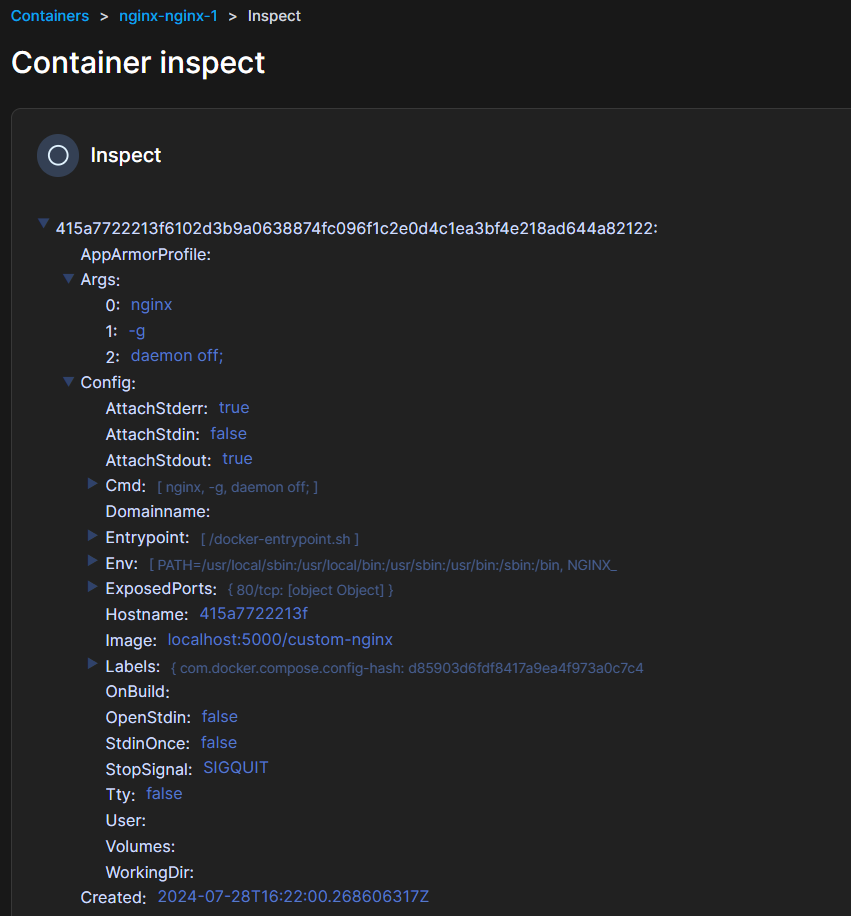 Containers > nginx-nginx-1 > Inspect
Container inspect
Inspect
415a7722213f6102d3b9a0638874fc096f1c2e0d4c1ea3bf4e218ad644a82122:
AppArmorProfile:
Args:
0: nginx
1: -g
2: daemon off;
Config:
AttachStderr: true
AttachStdin: false
AttachStdout: true
Cmd: [ nginx, -g, daemon off; ]
Domainname:
Entrypoint: [ /docker-entrypoint.sh ]
Env: [ PATH=/usr/local/sbin:/usr/local/bin:/usr/sbin:/usr/bin:/sbin:/bin, NGINX_
ExposedPorts: { 80/tcp: [object Object] }
Hostname: 415a7722213f
Image: localhost:5000/custom-nginx
Labels: { com.docker.compose.config-hash: d85903d6fdf8417a9ea4f973a0c7c4
OnBuild:
OpenStdin: false
StdinOnce: false
StopSignal: SIGQUIT
Tty: false
User:
Volumes:
WorkingDir:
Created: 2024-07-28T16:22:00.268606317Z